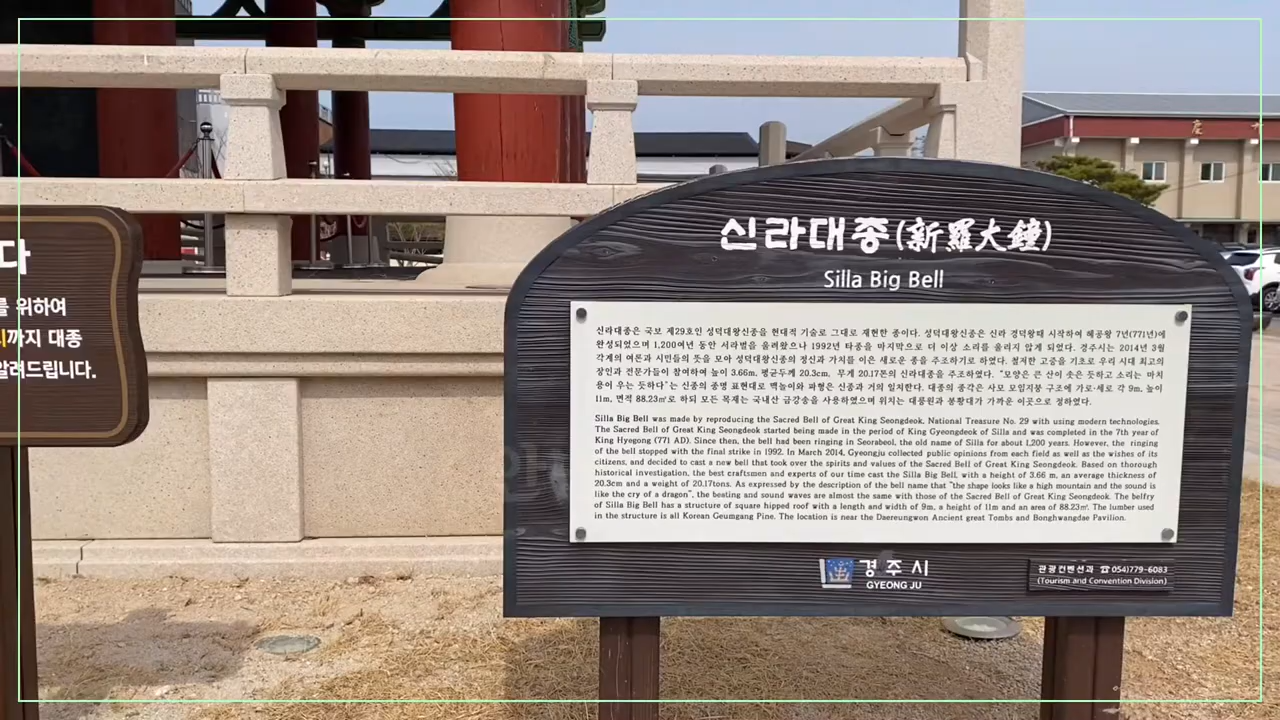 다
를 위하여
까지 대종
알려드립니다.
신라대종(新羅大鐘)
Silla Big Bell
신라대종은 국보 제29호인 성덕대왕신종을 현대적 기술로 그대로 재현한 종이다. 성덕대왕신종은 신라 경덕왕때 시작하여 혜공왕 7년(771년)에
완성되었으며 1,200여년 동안 서라벌을 울려왔으나 1992년 타종을 마지막으로 더 이상 소리를 울리지 않게 되었다. 경주시는 2014년 3월
각계의 여론과 시민들의 뜻을 모아 성덕대왕신종의 정신과 가치를 이은 새로운 종을 주조하기로 하였다. 철저한 고증을 기초로 우리 시대 최고의
장인과 전문가들이 참여하여 높이 3.66m, 평균두께 20.3cm, 무게 20.17톤의 신라대종을 주조하였다. "모양은 큰 산이 솟은 듯하고 소리는 마치
용이 우는 듯하다"는 신종의 종명 표현대로 맥놀이와 파형은 신종과 거의 일치한다. 대종의 종각은 사모 모임지붕 구조에 가로·세로 각 9m, 높이
11m, 면적 88.23㎡로 하되 모든 목재는 국내산 금강송을 사용하였으며 위치는 대릉원과 봉황대가 가까운 이곳으로 정하였다.
Silla Big Bell was made by reproducing the Sacred Bell of Great King Seongdeok, National Treasure No. 29 with using modern technologies.
The Sacred Bell of Great King Seongdeok started being made in the period of King Gyeongdeok of Silla and was completed in the 7th year of
King Hyegong (771 AD). Since then, the bell had been ringing in Seorabeol, the old name of Silla for about 1,200 years. However, the ringing
of the bell stopped with the final strike in 1992. In March 2014, Gyeongju collected public opinions from each field as well as the wishes of its
citizens, and decided to cast a new bell that took over the spirits and values of the Sacred Bell of Great King Seongdeok. Based on thorough
historical investigation, the best craftsmen and experts of our time cast the Silla Big Bell, with a height of 3.66 m, an average thickness of
20.3cm and a weight of 20.17tons. As expressed by the description of the bell name that "the shape looks like a high mountain and the sound is
like the cry of a dragon", the beating and sound waves are almost the same with those of the Sacred Bell of Great King Seongdeok. The belfry
of Silla Big Bell has a structure of square hipped roof with a length and width of 9m, a height of 11m and an area of 88.23㎡. The lumber used
in the structure is all Korean Geumgang Pine. The location is near the Daereungwon Ancient great Tombs and Bonghwangdae Pavilion.
경주시
GYEONG JU
관광컨벤션과 ☎054)779-6083
(Tourism and Convention Division)